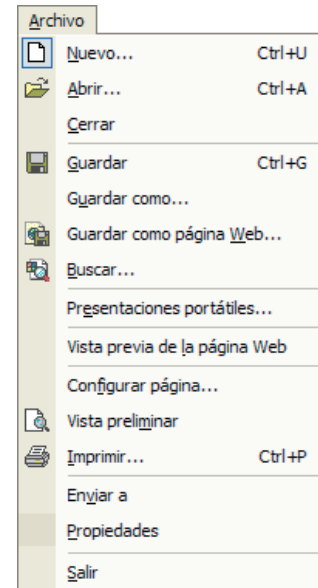 Archivo
Nuevo... Ctrl+U
Abrir... Ctrl+A
Cerrar
Guardar Ctrl+G
Guardar como...
Guardar como página Web...
Buscar...
Presentaciones portátiles...
Vista previa de la página Web
Configurar página...
Vista preliminar
Imprimir... Ctrl+P
Enviar a
Propiedades
Salir